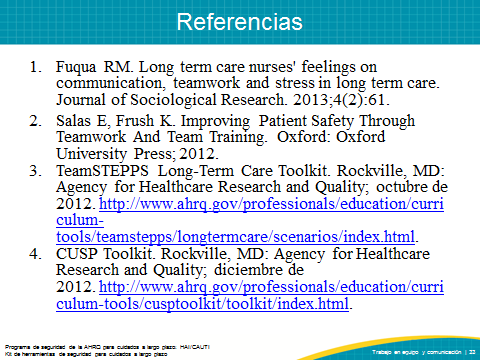 Referencias
1. Fuqua RM. Long term care nurses' feelings on
communication, teamwork and stress in long term care.
Journal of Sociological Research. 2013;4(2):61.
2. Salas E, Frush K. Improving Patient Safety Through
Teamwork And Team Training. Oxford: Oxford
University Press; 2012.
3. TeamSTEPPS Long-Term Care Toolkit. Rockville, MD:
Agency for Healthcare Research and Quality; octubre de
2012. http://www.ahrq.gov/professionals/education/curri
culum-
tools/teamstepps/longtermcare/scenarios/index.html.
4. CUSP Toolkit. Rockville, MD: Agency for Healthcare
Research and Quality; diciembre de
2012. http://www.ahrq.gov/professionals/education/curri
culum-tools/cusptoolkit/toolkit/index.html.
Programa de seguridad de la AHRQ para cuidados a largo plazo: HAI/CAUTI
Kit de herramientas de seguridad para cuidados a largo plazo
Trabajo en equipo y comunicación | 33